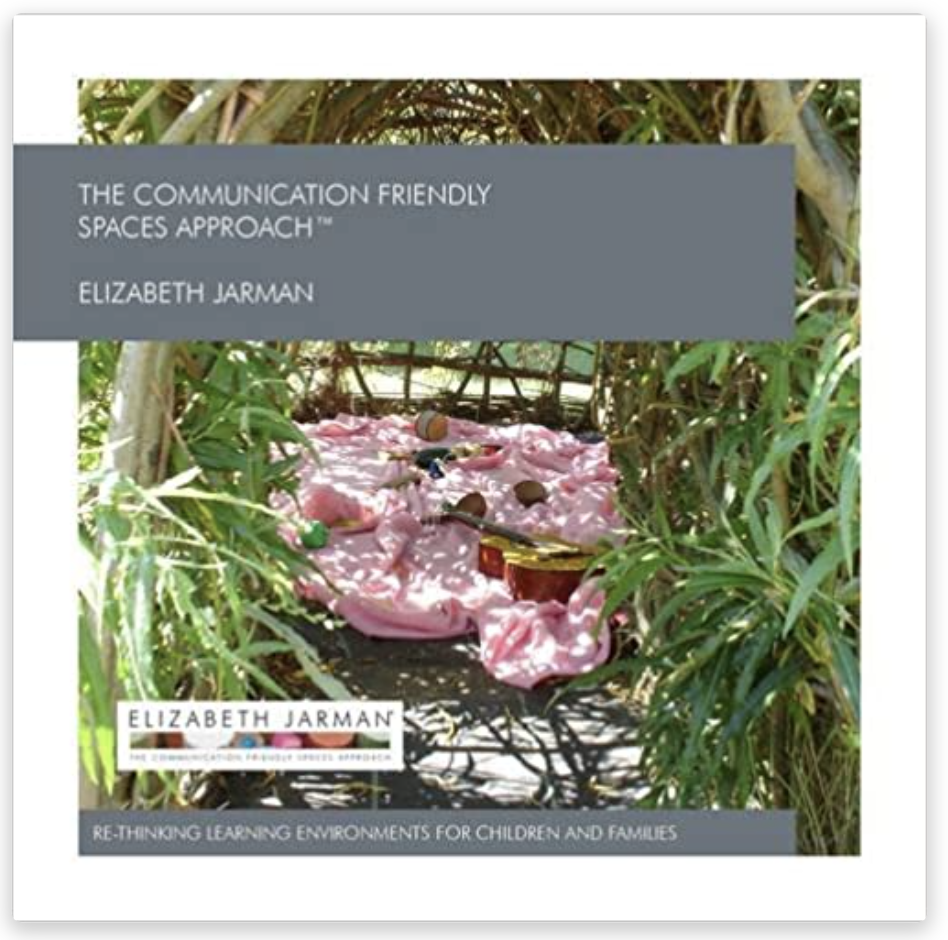 THE COMMUNICATION FRIENDLY
SPACES APPROACH™
ELIZABETH JARMAN
ELIZABETH JARMAN
THE COMMUNICATION FRIENDLY SPACES APPROACH
RE-THINKING LEARNING ENVIRONMENTS FOR CHILDREN AND FAMILIES